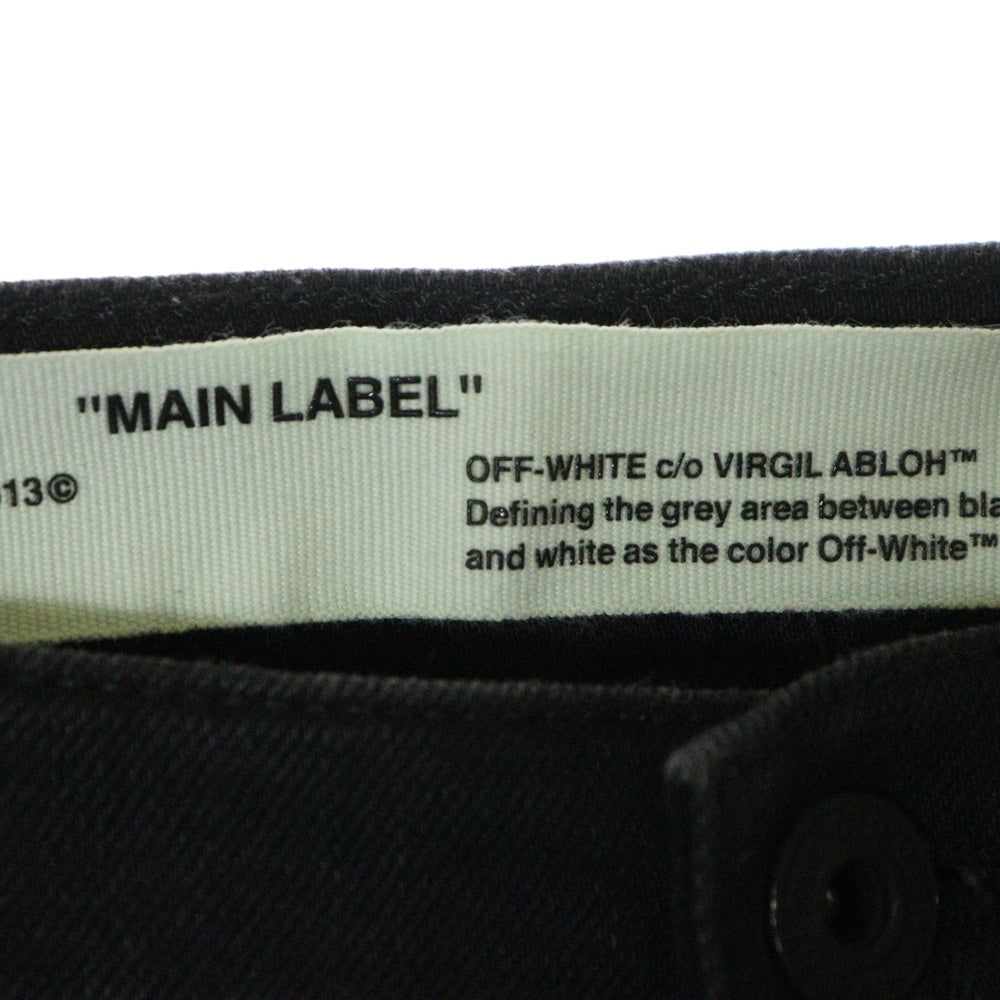 "MAIN LABEL"
13©
OFF-WHITE c/o VIRGIL ABLOH™
Defining the grey area between
and white as the color Off-White™